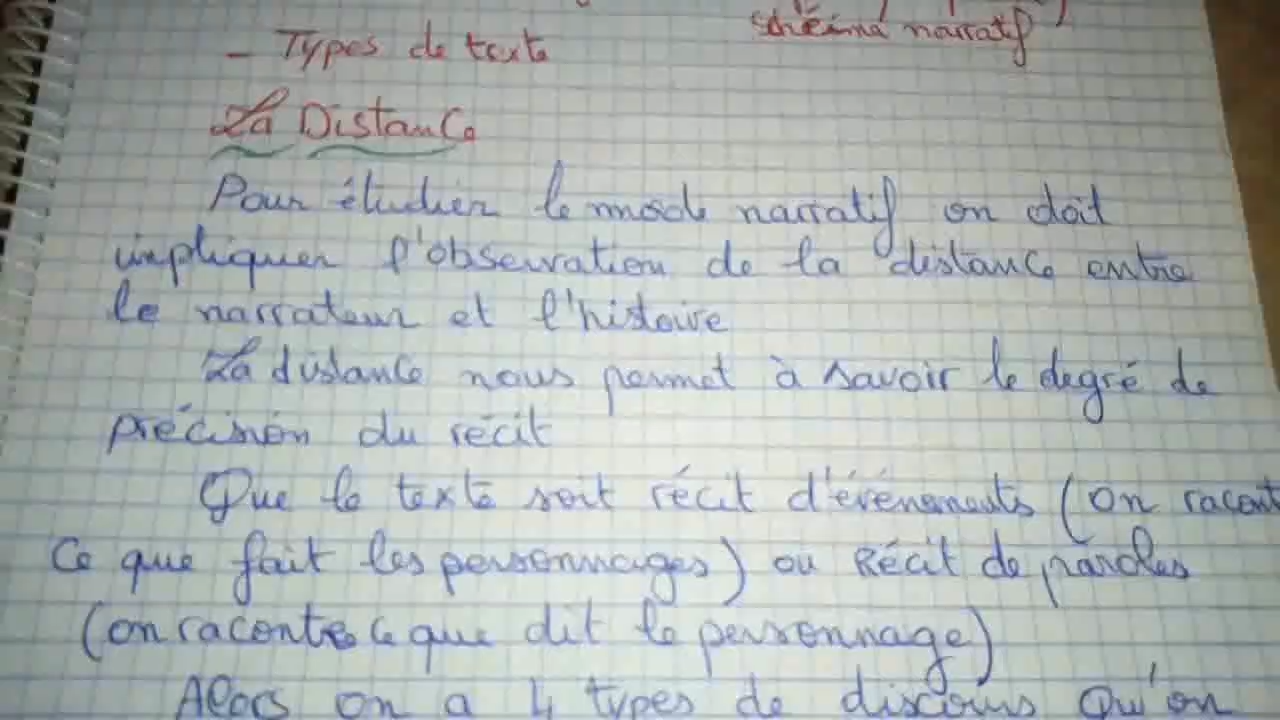 schéma narratif)
- Types de texte
La Distance
Pour étudier le mode narratif on doit
impliquer l'observation de la distance entre
le narrateur et l'histoire
La distance nous permet à savoir le degré de
précision du récit
Que le texte soit récit d'événements (on racont
ce que fait les personnages) ou Récit de paroles
(on raconte ce que dit le personnage)
Alors on a 4 types de discours qu'on